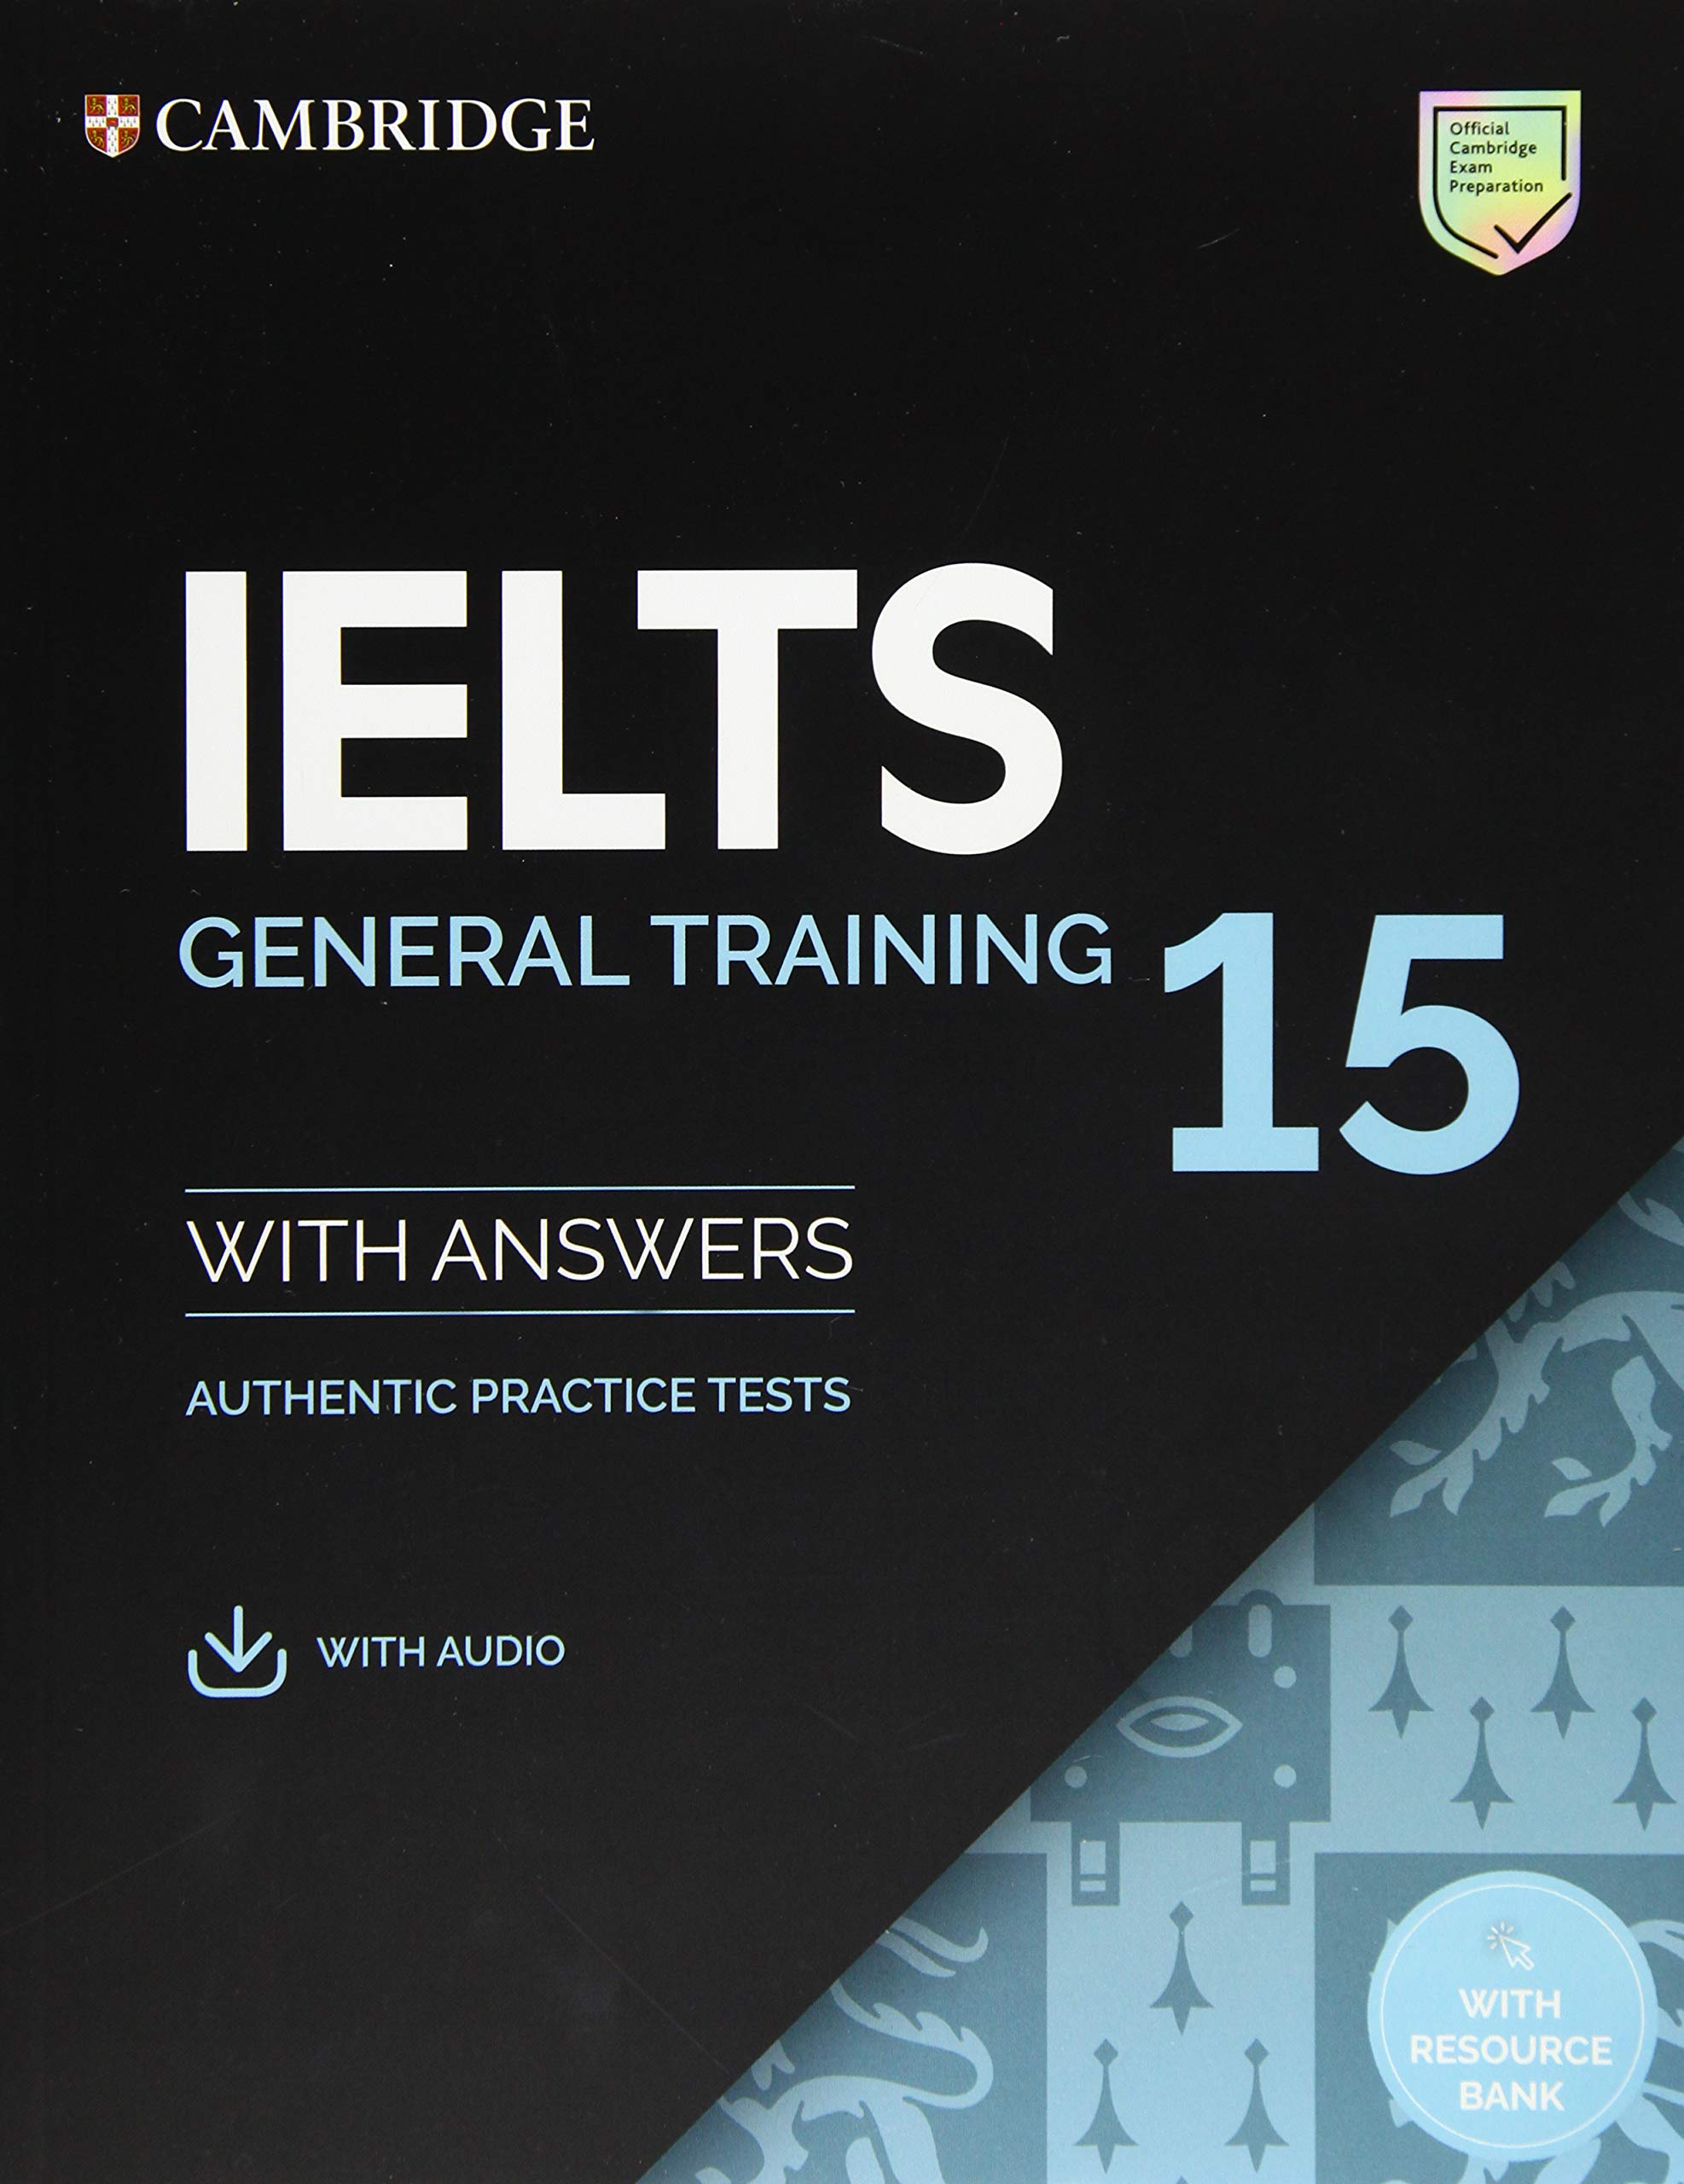 CAMBRIDGE
Official
Cambridge
Exam
Preparation
IELTS
GENERAL TRAINING 15
WITH ANSWERS
AUTHENTIC PRACTICE TESTS
WITH AUDIO
WITH
RESOURCE
BANK